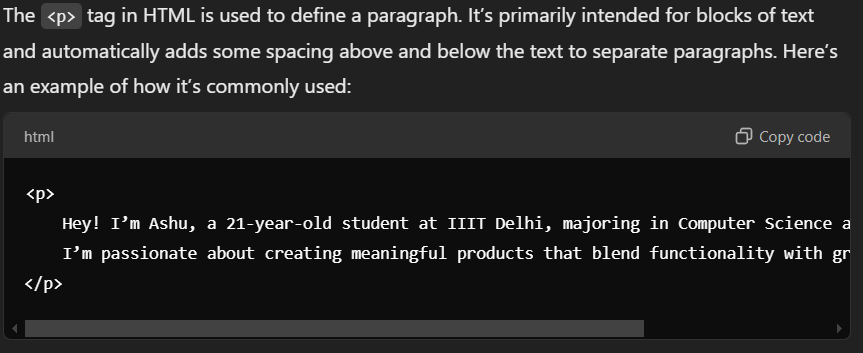 The <p> tag in HTML is used to define a paragraph. It’s primarily intended for blocks of text
and automatically adds some spacing above and below the text to separate paragraphs. Here’s
an example of how it’s commonly used:
html
Copy code
<p>
Hey! I’m Ashu, a 21-year-old student at IIIT Delhi, majoring in Computer Science a
I’m passionate about creating meaningful products that blend functionality with gr
</p>